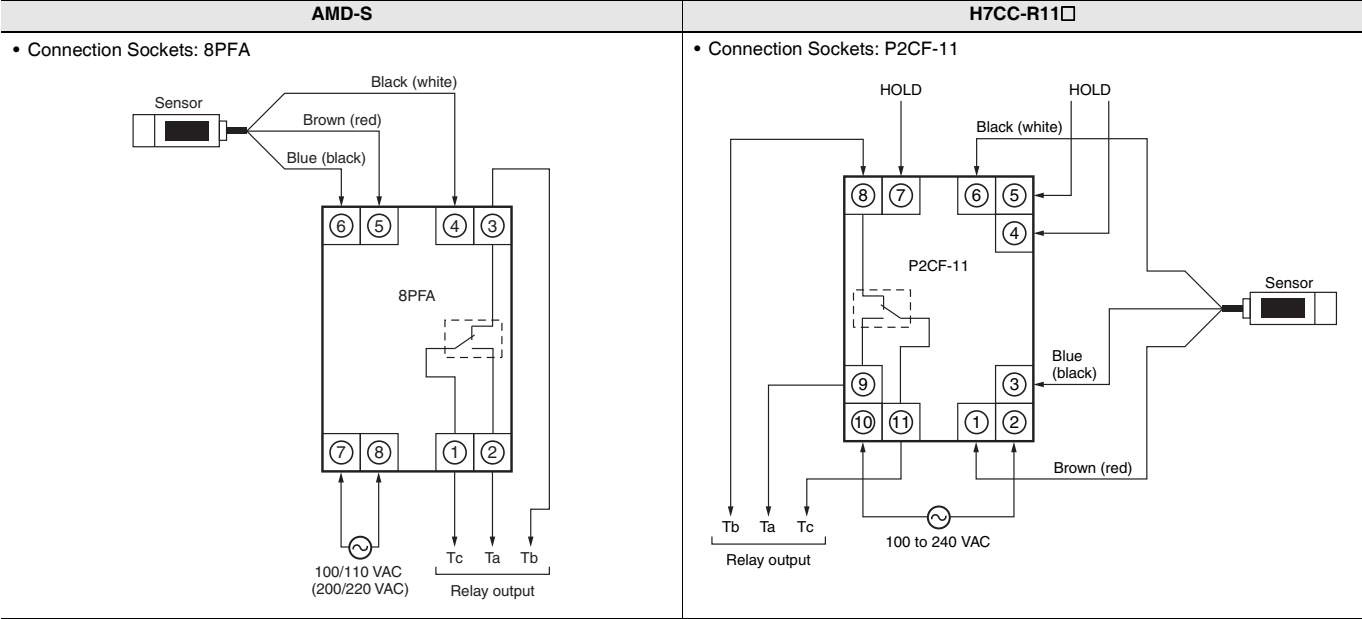 AMD-S
H7CC-R11□
• Connection Sockets: 8PFA
Black (white)
Sensor
Brown (red)
Blue (black)
6 5 4 3
8PFA
7 8 1 2
100/110 VAC
(200/220 VAC)
Tc Ta Tb
Relay output
• Connection Sockets: P2CF-11
HOLD HOLD
Black (white)
8 7 6 5
4
P2CF-11
Sensor
Blue
(black)
9 3
10 11 1 2
Brown (red)
Tb Ta Tc
100 to 240 VAC
Relay output